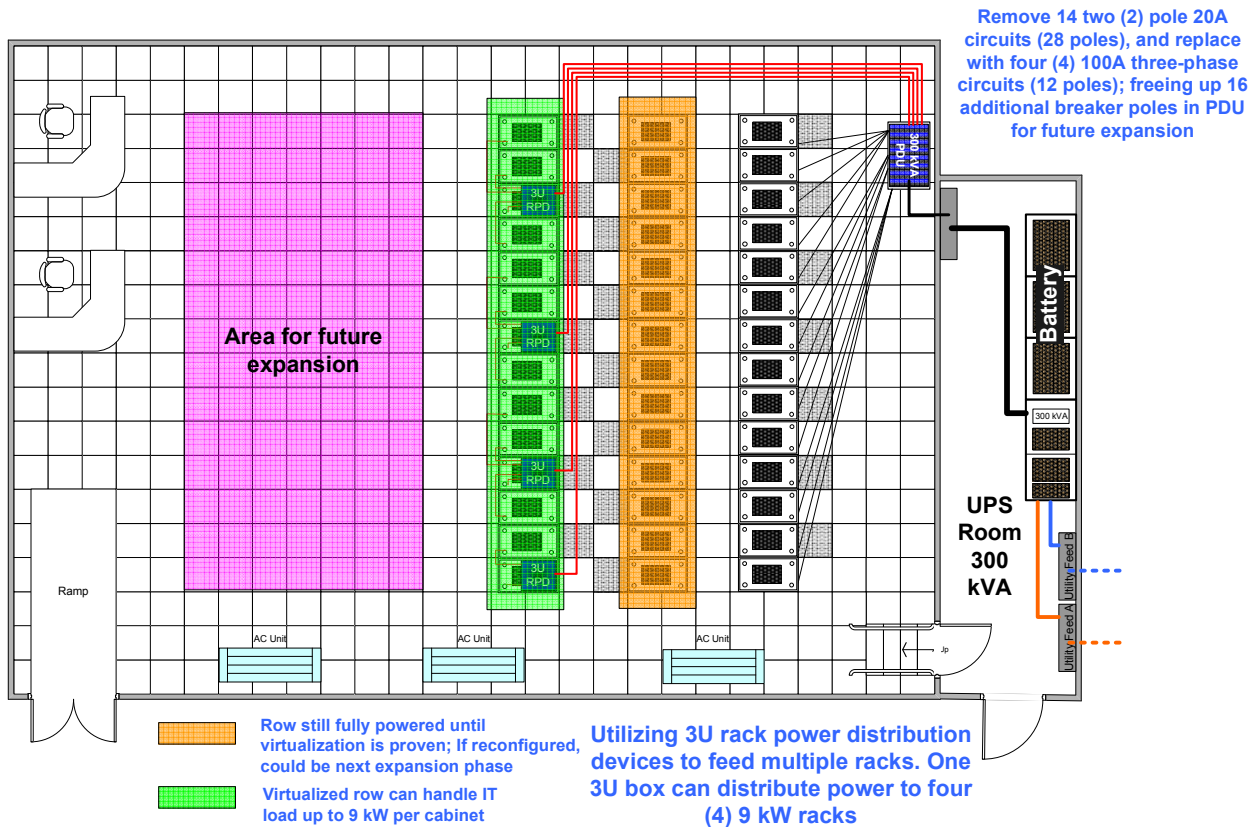 Remove 14 two (2) pole 20A
circuits (28 poles), and replace
with four (4) 100A three-phase
circuits (12 poles); freeing up 16
additional breaker poles in PDU
for future expansion
300 kVA
PDU
3U
RPD
Area for future
expansion
3U
RPD
3U
RPD
3U
RPD
Battery
300 kVA
UPS
Room
300
kVA
Utility Feed B
Utility Feed A
Ramp
AC Unit
AC Unit
AC Unit
Row still fully powered until
virtualization is proven; If reconfigured,
could be next expansion phase
Virtualized row can handle IT
load up to 9 kW per cabinet
Utilizing 3U rack power distribution
devices to feed multiple racks. One
3U box can distribute power to four
(4) 9 kW racks